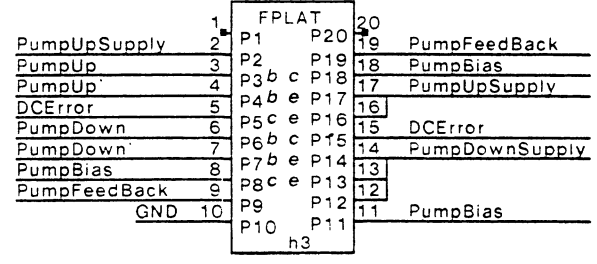 FPLAT
1 20
P1 P20
PumpUpSupply 2 19 PumpFeedBack
P2 P19
PumpUp 3 18 PumpBias
P3 b c P18
PumpUp' 4 17 PumpUpSupply
P4 b e P17
DCError 5 16
P5 c e P16
PumpDown 6 15 DCError
P6 b c P15
PumpDown' 7 14 PumpDownSupply
P7 b e P14
PumpBias 8 13
P8 c e P13
PumpFeedBack 9 12
P9 P12
GND 10 11 PumpBias
P10 P11
h3